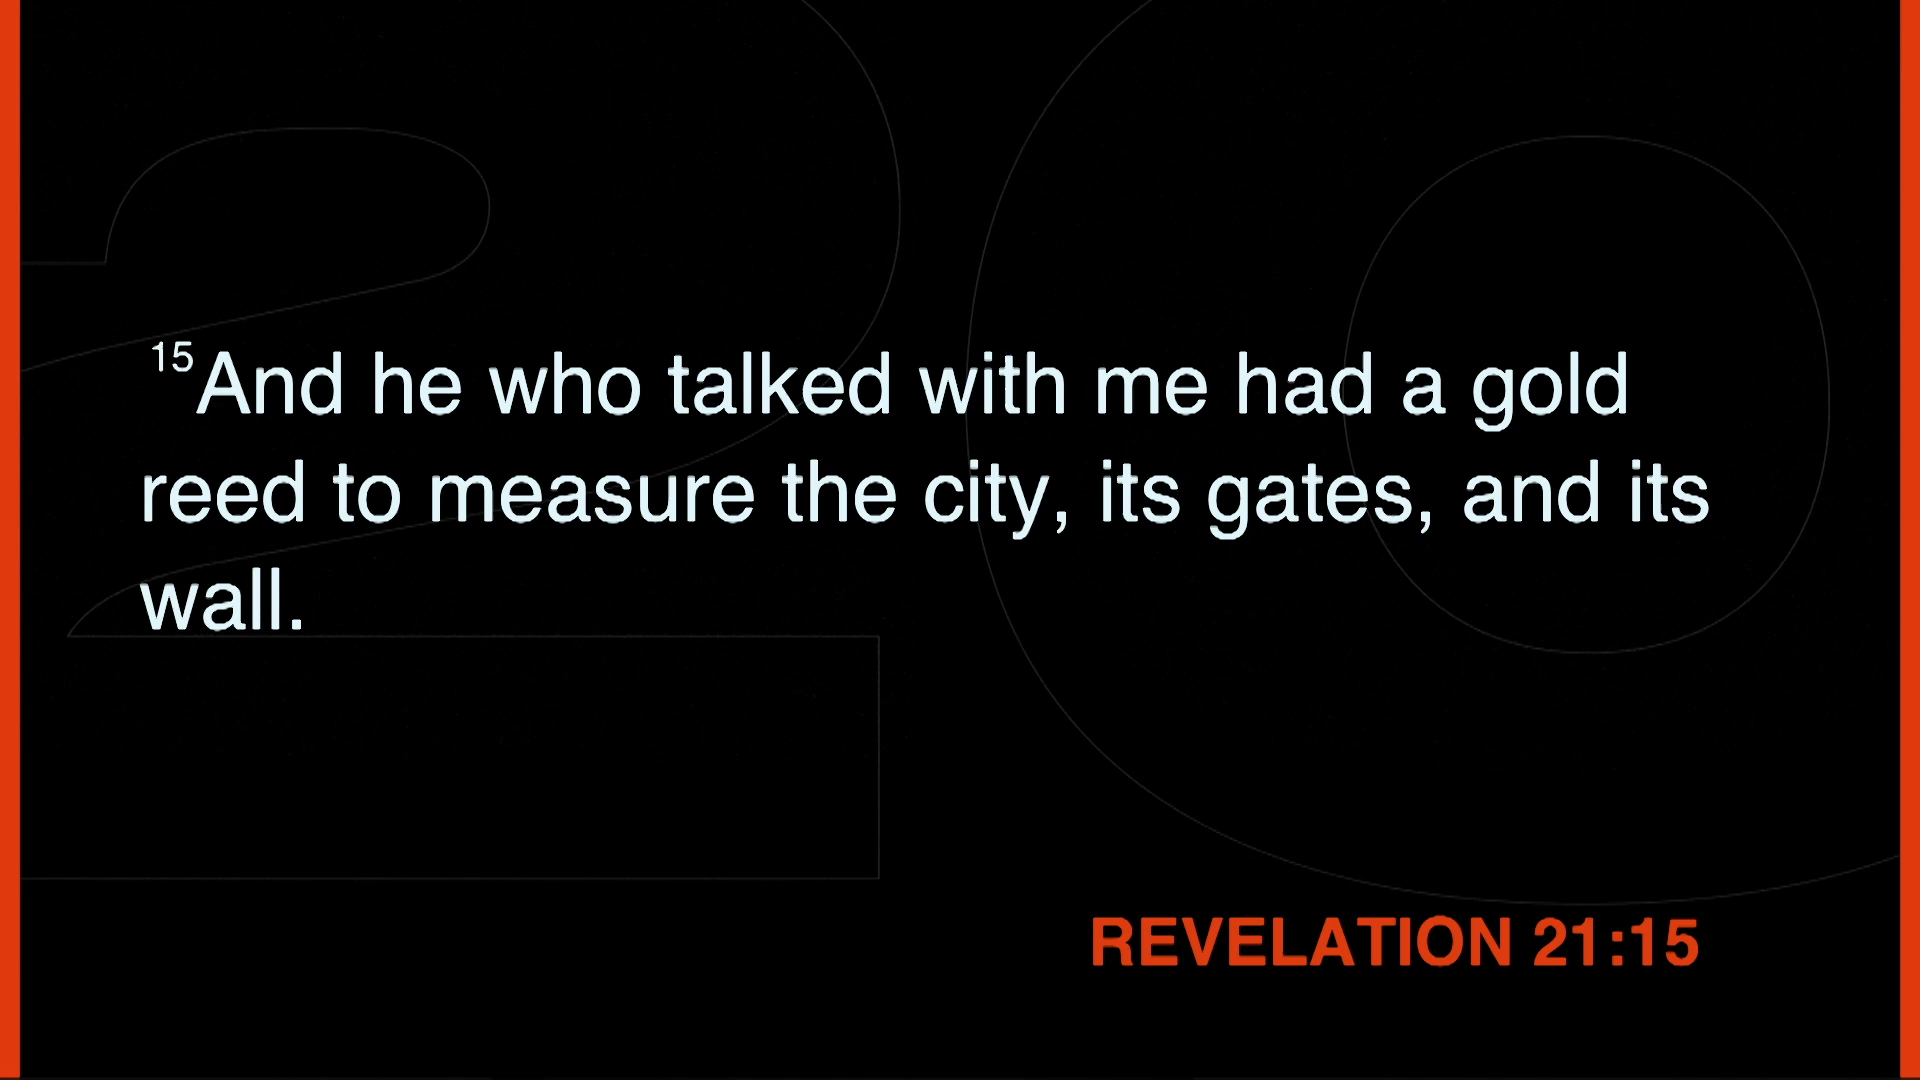 15And he who talked with me had a gold
reed to measure the city, its gates, and its
wall.
REVELATION 21:15
20